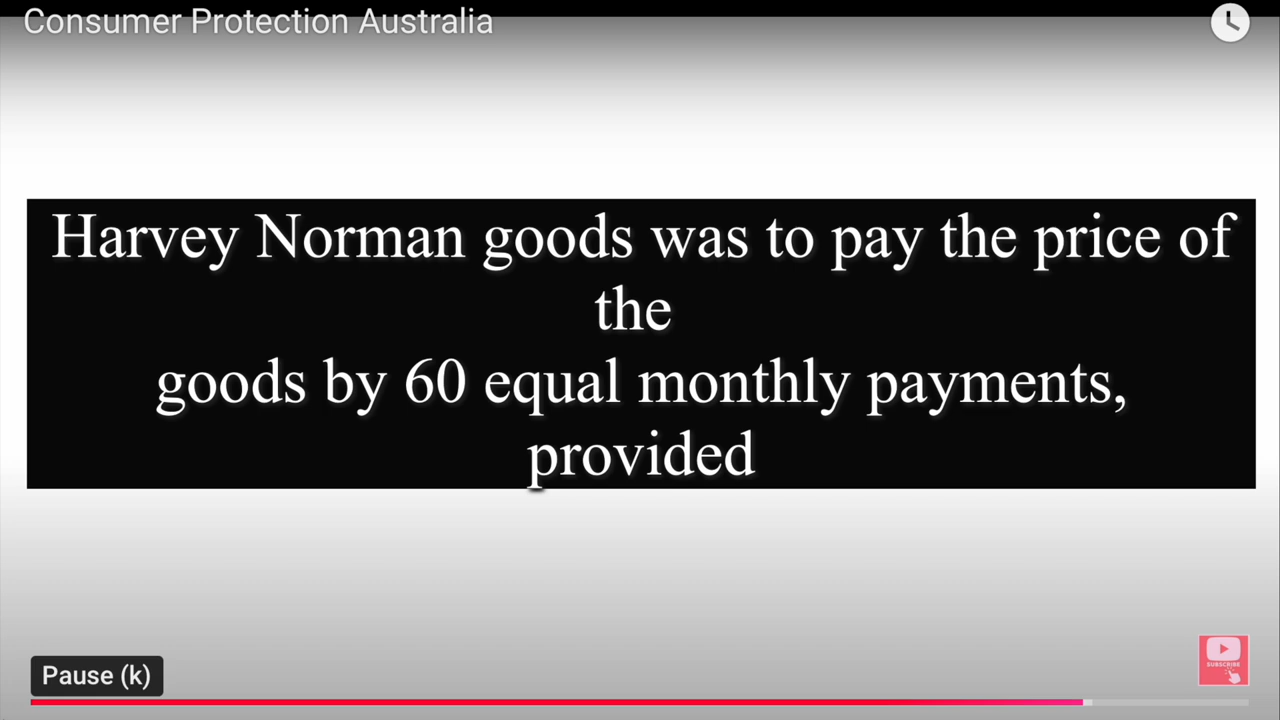 Consumer Protection Australia
Harvey Norman goods was to pay the price of
the
goods by 60 equal monthly payments,
provided
SUBSCRIBE
Pause (k)